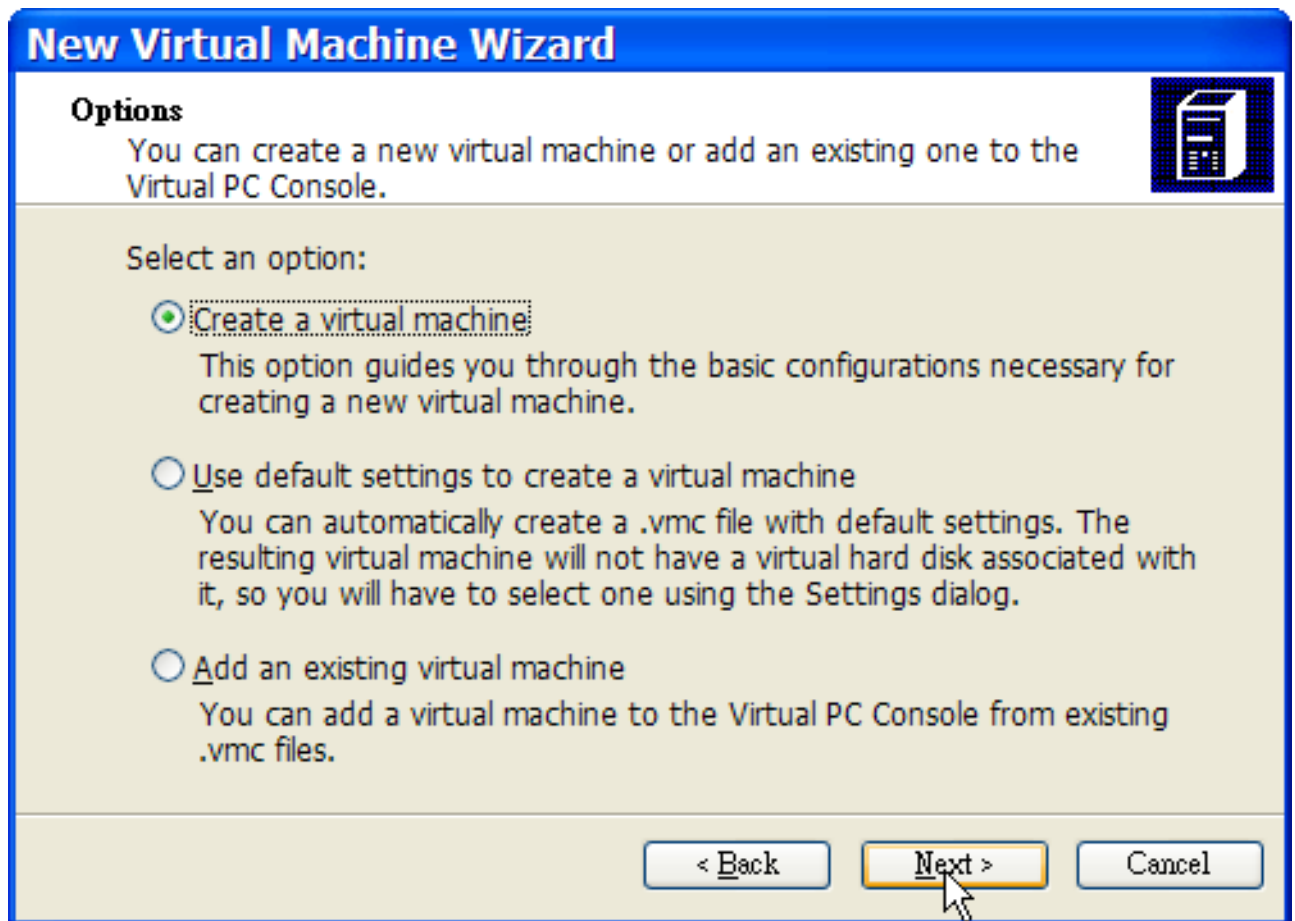 New Virtual Machine Wizard
Options
You can create a new virtual machine or add an existing one to the
Virtual PC Console.
Select an option:
Create a virtual machine
This option guides you through the basic configurations necessary for
creating a new virtual machine.
Use default settings to create a virtual machine
You can automatically create a .vmc file with default settings. The
resulting virtual machine will not have a virtual hard disk associated with
it, so you will have to select one using the Settings dialog.
Add an existing virtual machine
You can add a virtual machine to the Virtual PC Console from existing
.vmc files.
< Back Next > Cancel